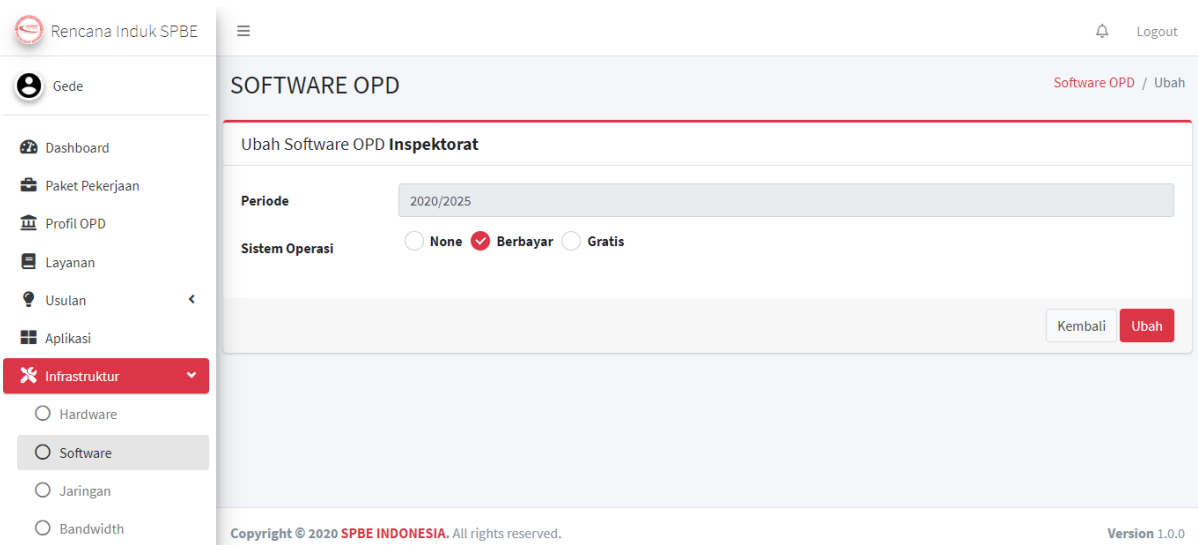 Rencana Induk SPBE
Logout
Gede
SOFTWARE OPD
Software OPD / Ubah
Dashboard
Paket Pekerjaan
Profil OPD
Layanan
Usulan
Aplikasi
Infrastruktur
Hardware
Software
Jaringan
Bandwidth
Ubah Software OPD Inspektorat
Periode
2020/2025
Sistem Operasi
None Berbayar Gratis
Kembali Ubah
Copyright © 2020 SPBE INDONESIA. All rights reserved.
Version 1.0.0